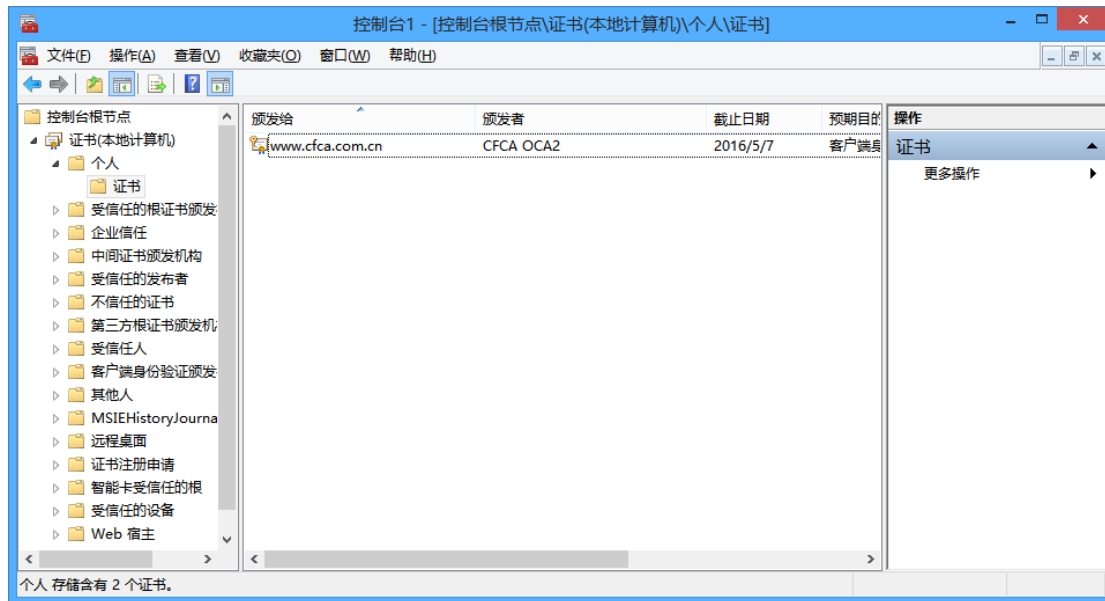 控制台1 - [控制台根节点\证书(本地计算机)\个人\证书]
文件(F) 操作(A) 查看(V) 收藏夹(O) 窗口(W) 帮助(H)
控制台根节点
证书(本地计算机)
个人
证书
受信任的根证书颁发
企业信任
中间证书颁发机构
受信任的发布者
不信任的证书
第三方根证书颁发机
受信任人
客户端身份验证颁发
其他人
MSIEHistoryJourna
远程桌面
证书注册申请
智能卡受信任的根
受信任的设备
Web 宿主
颁发给 颁发者 截止日期 预期目的
www.cfca.com.cn CFCA OCA2 2016/5/7 客户端身
操作
证书
更多操作
个人 存储含有 2 个证书。